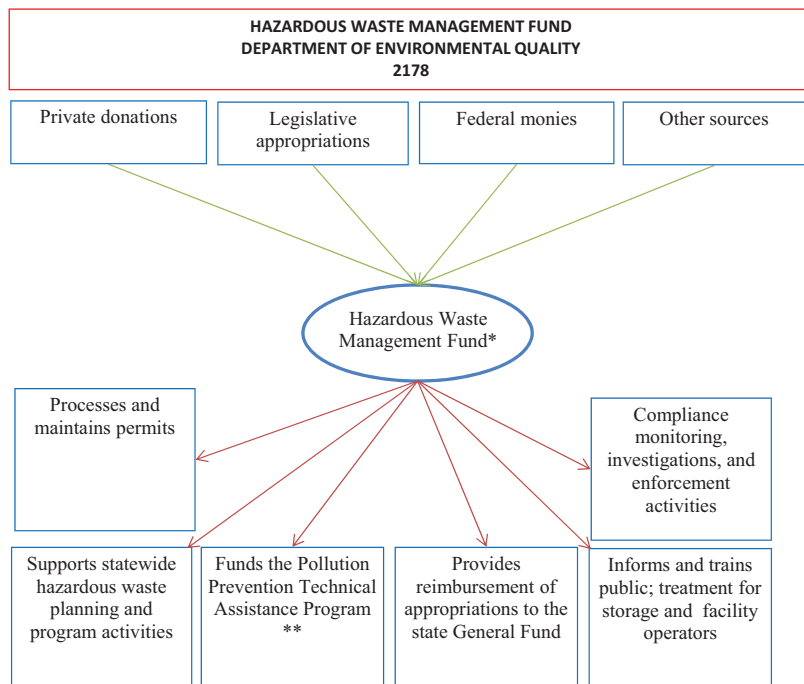 HAZARDOUS WASTE MANAGEMENT FUND
DEPARTMENT OF ENVIRONMENTAL QUALITY
2178
Private donations
Legislative
appropriations
Federal monies
Other sources
Hazardous Waste
Management Fund*
Processes and
maintains permits
Compliance
monitoring,
investigations, and
enforcement
activities
Supports statewide
hazardous waste
planning and
program activities
Funds the Pollution
Prevention Technical
Assistance Program
**
Provides
reimbursement of
appropriations to the
state General Fund
Informs and trains
public; treatment for
storage and facility
operators